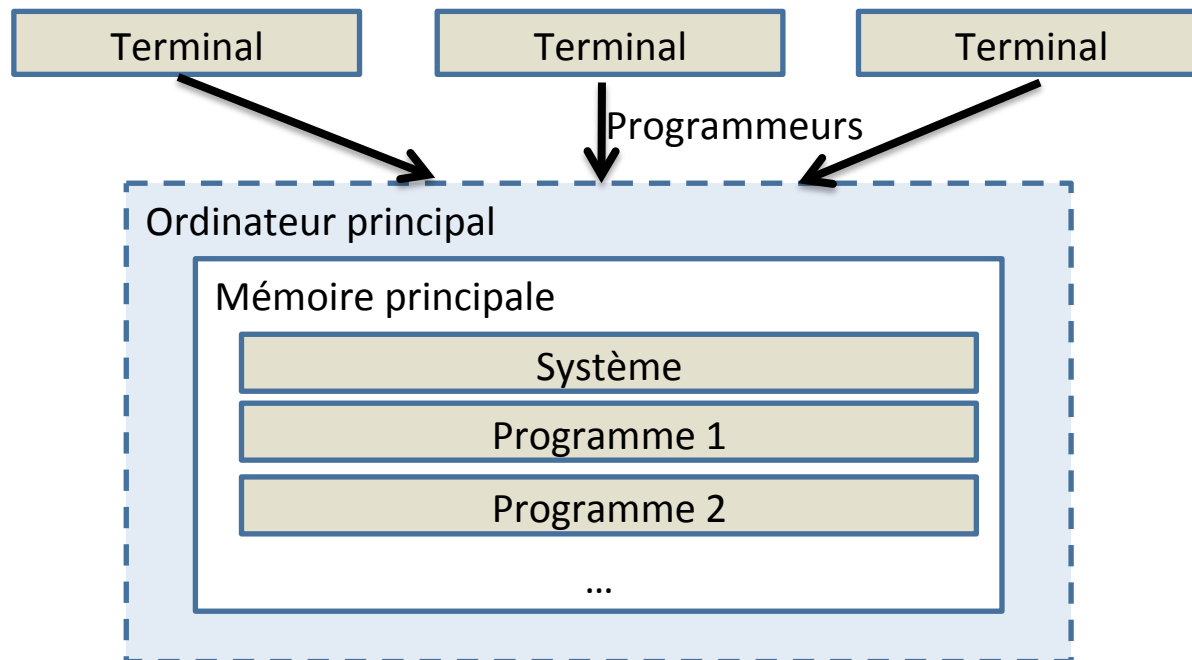 Terminal
Terminal
Terminal
Programmeurs
Ordinateur principal
Mémoire principale
Système
Programme 1
Programme 2
...